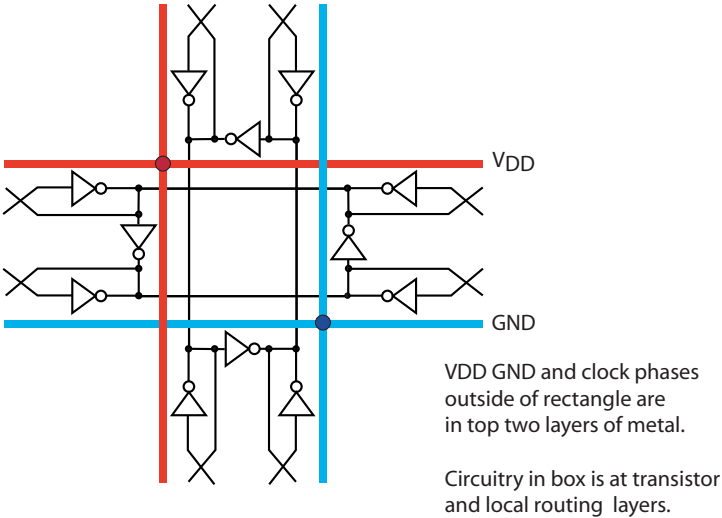 VDD
GND
VDD GND and clock phases
outside of rectangle are
in top two layers of metal.
Circuitry in box is at transistor
and local routing layers.